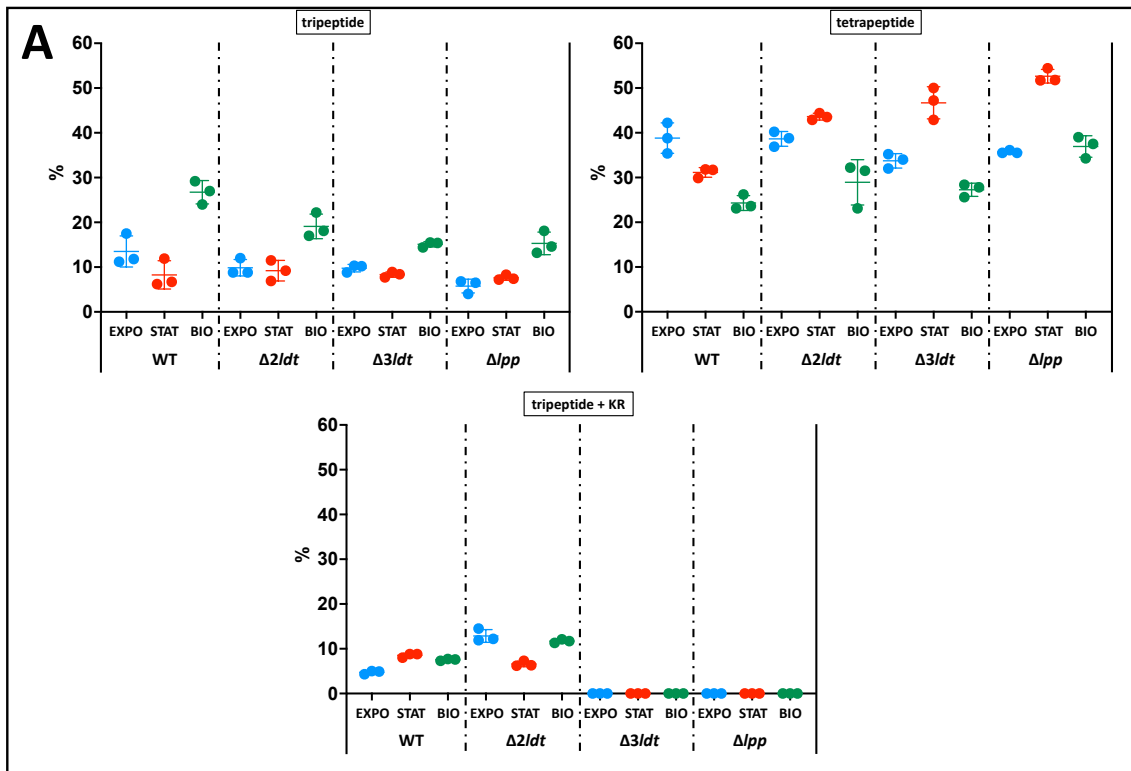 A
tripeptide
60
50
40
30
20
10
0
%
EXPO STAT BIO EXPO STAT BIO EXPO STAT BIO EXPO STAT BIO
WT Δ2ldt Δ3ldt Δlpp
tetrapeptide
60
50
40
30
20
10
0
%
EXPO STAT BIO EXPO STAT BIO EXPO STAT BIO EXPO STAT BIO
WT Δ2ldt Δ3ldt Δlpp
tripeptide + KR
60
50
40
30
20
10
0
%
EXPO STAT BIO EXPO STAT BIO EXPO STAT BIO EXPO STAT BIO
WT Δ2ldt Δ3ldt Δlpp